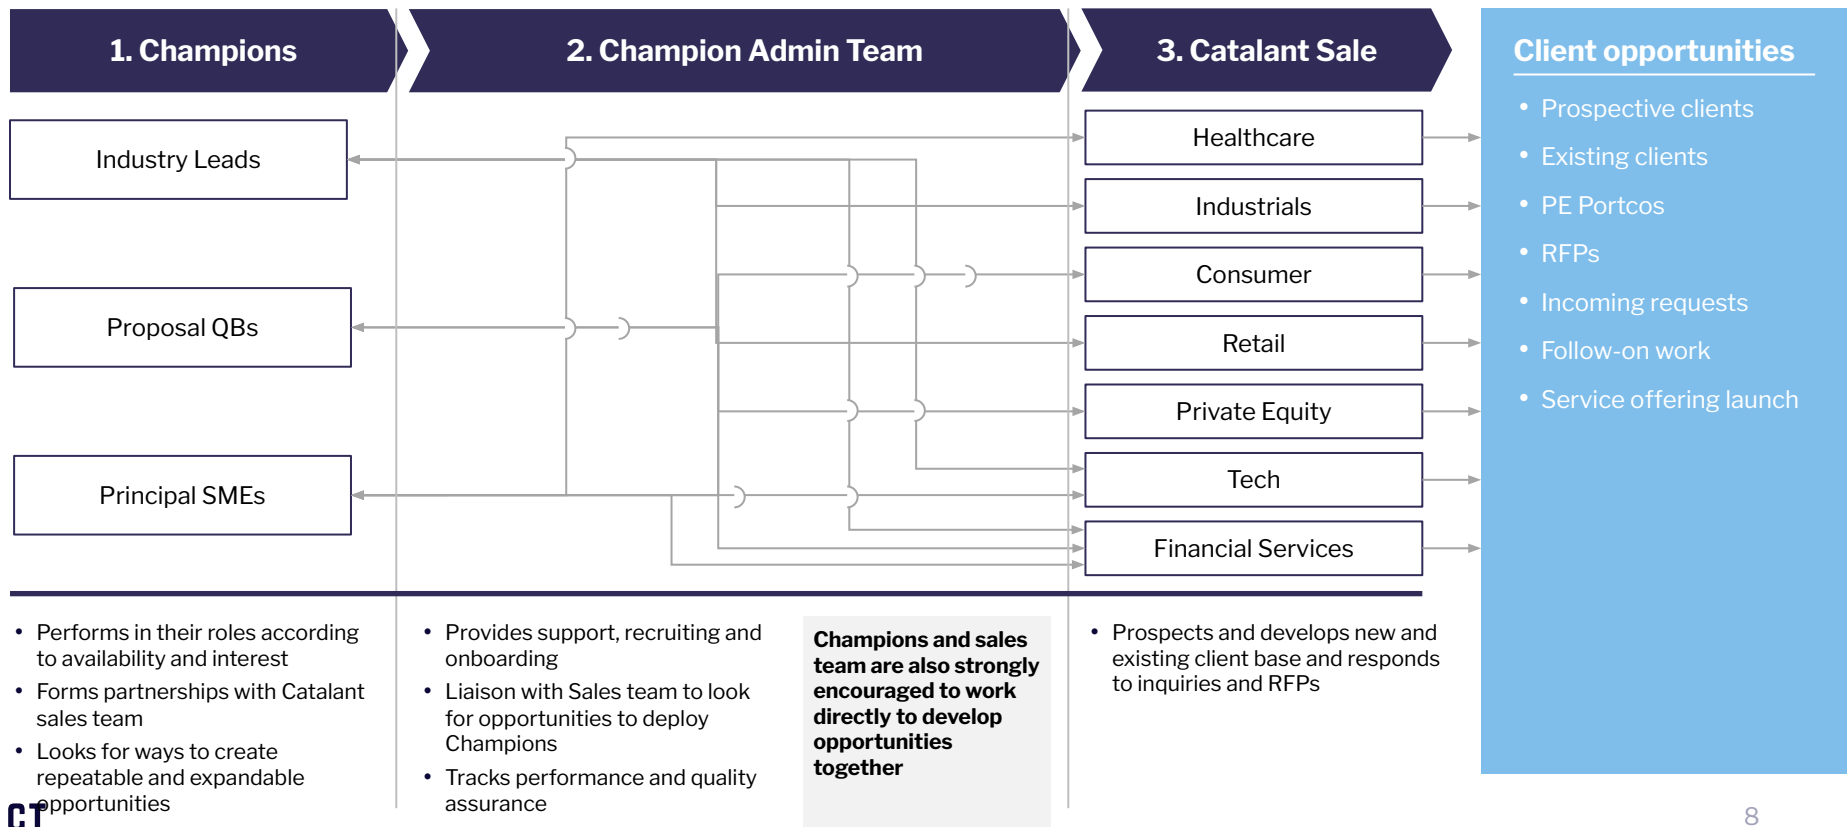 1. Champions
2. Champion Admin Team
3. Catalant Sale
Client opportunities
• Prospective clients
• Existing clients
• PE Portcos
• RFPs
• Incoming requests
• Follow-on work
• Service offering launch
Industry Leads
Proposal QBs
Principal SMEs
Healthcare
Industrials
Consumer
Retail
Private Equity
Tech
Financial Services
• Performs in their roles according
to availability and interest
• Forms partnerships with Catalant
sales team
• Looks for ways to create
repeatable and expandable
opportunities
• Provides support, recruiting and
onboarding
• Liaison with Sales team to look
for opportunities to deploy
Champions
• Tracks performance and quality
assurance
Champions and sales
team are also strongly
encouraged to work
directly to develop
opportunities
together
• Prospects and develops new and
existing client base and responds
to inquiries and RFPs
CT
8